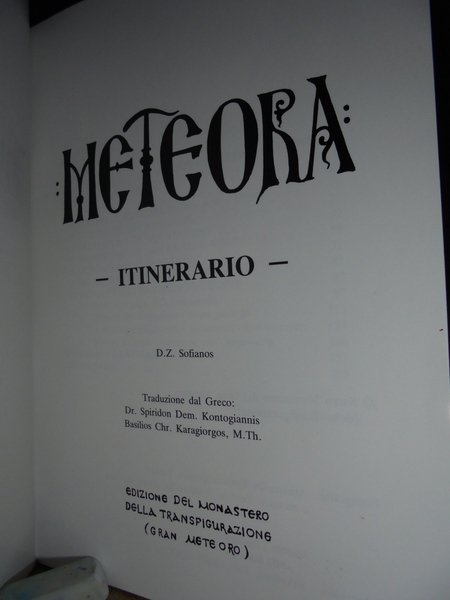 :METEORA:
– ITINERARIO –
D.Z. Sofianos
Traduzione dal Greco:
Dr. Spiridon Dem. Kontogiannis
Basilios Chr. Karagiorgos, M.Th.
EDIZIONE DEL MONASTERO
DELLA TRANSPIGURAZIONE
(GRAN METEORO)